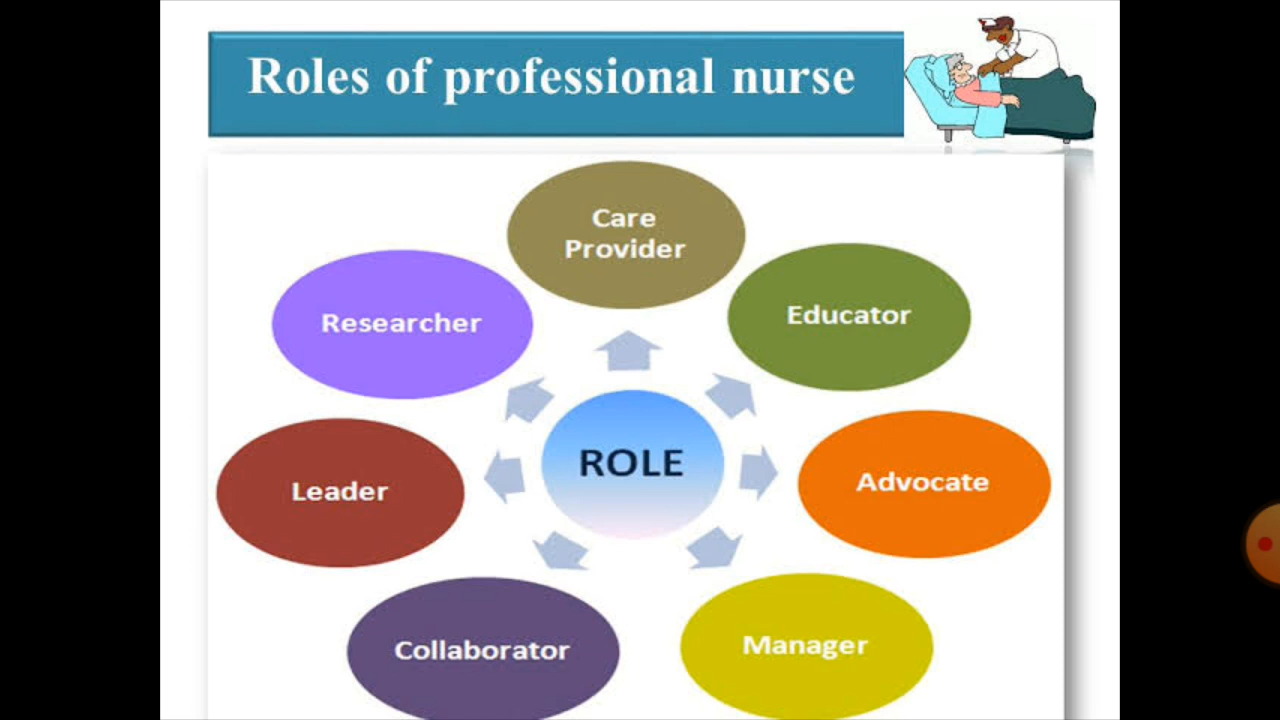 Roles of professional nurse
Care
Provider
Educator
Researcher
ROLE
Advocate
Leader
Manager
Collaborator